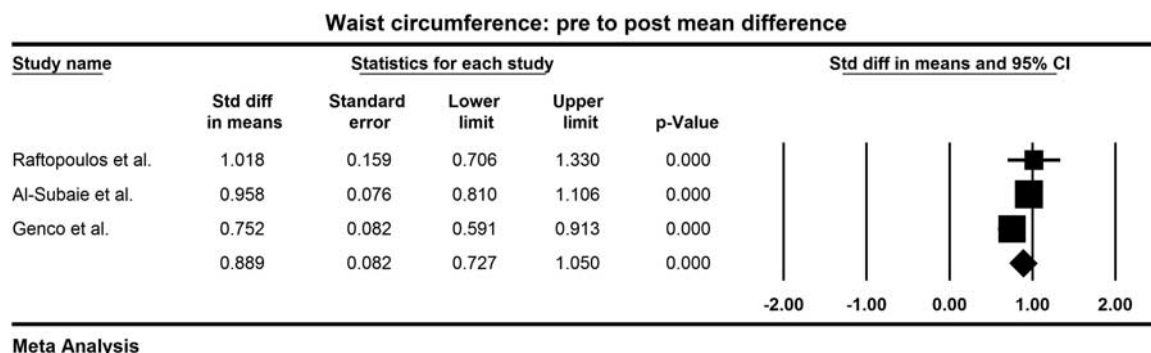 Waist circumference: pre to post mean difference
Study name Statistics for each study Std diff in means and 95% CI
Std diff Standard Lower Upper
in means error limit limit p-Value
Raftopoulos et al. 1.018 0.159 0.706 1.330 0.000
Al-Subaie et al. 0.958 0.076 0.810 1.106 0.000
Genco et al. 0.752 0.082 0.591 0.913 0.000
0.889 0.082 0.727 1.050 0.000
-2.00 -1.00 0.00 1.00 2.00
Meta Analysis